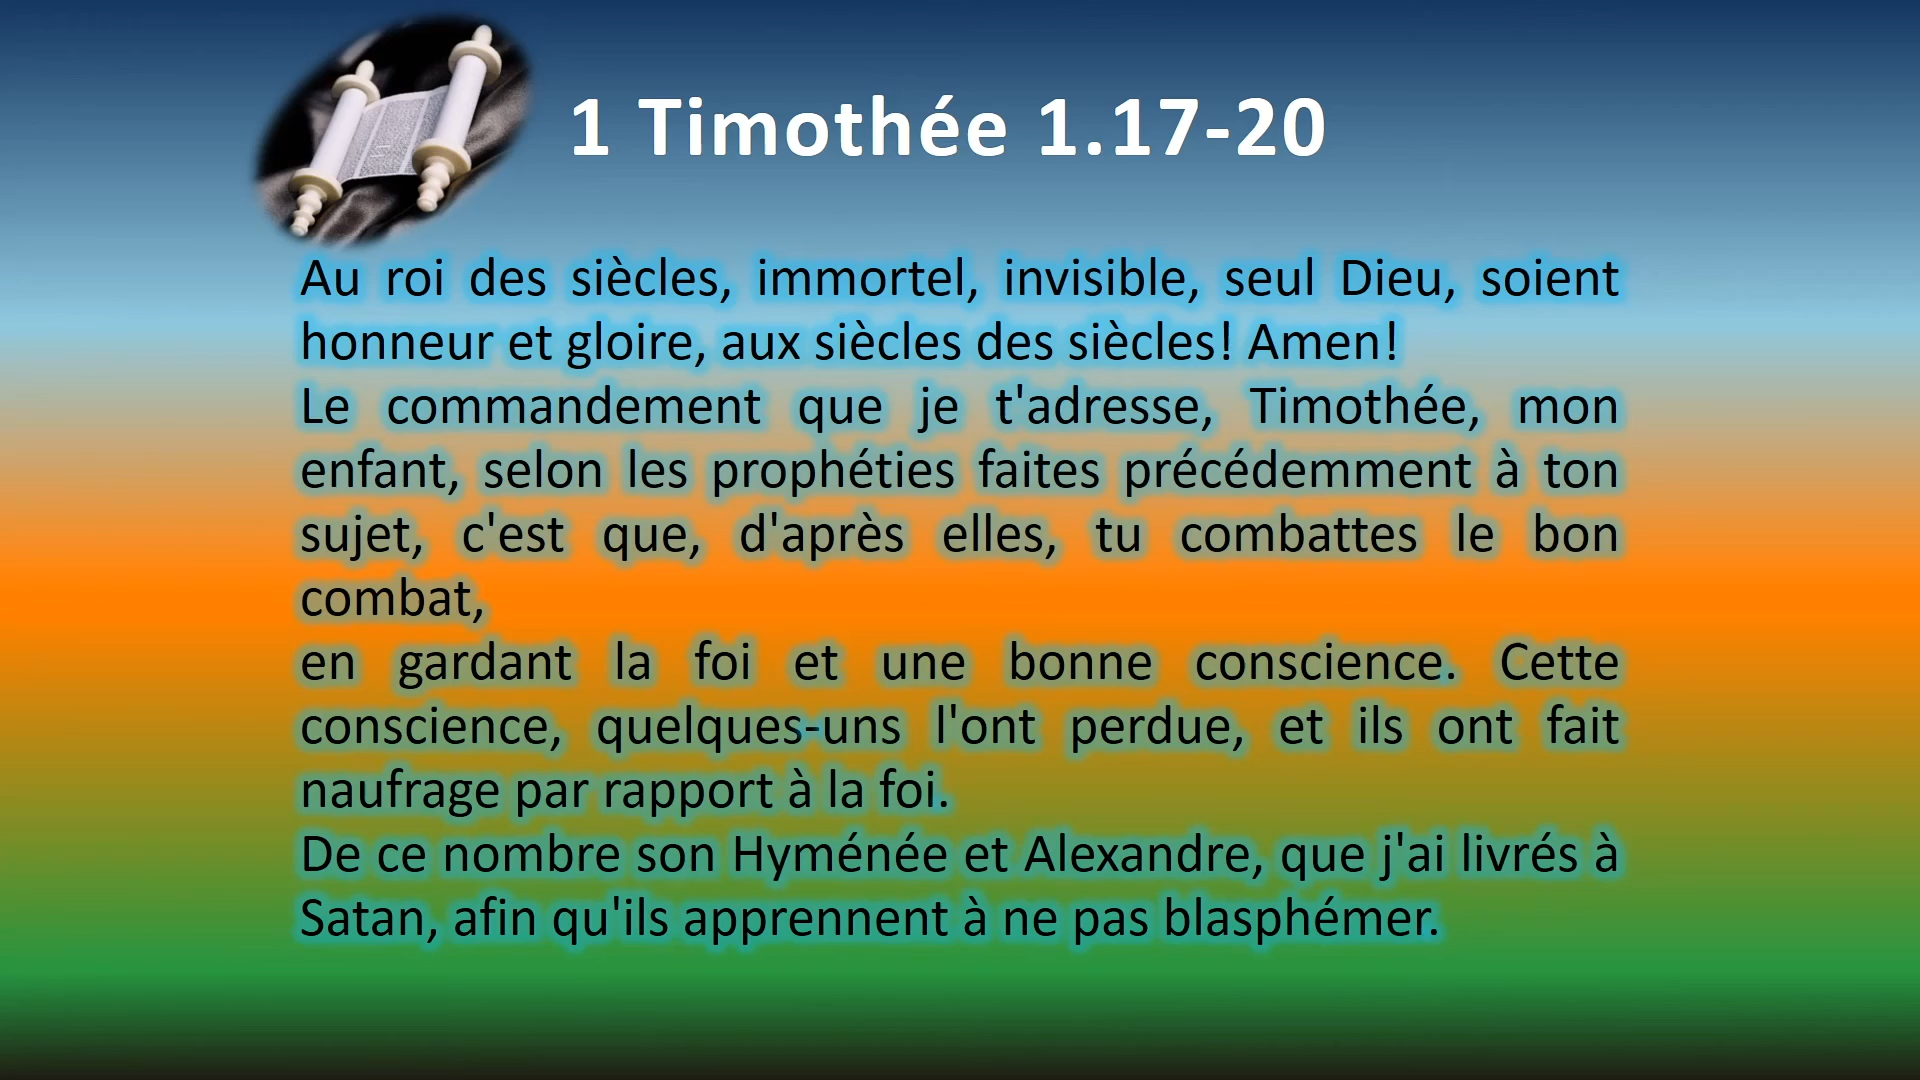 1 Timothée 1.17-20
Au roi des siècles, immortel, invisible, seul Dieu, soient
honneur et gloire, aux siècles des siècles! Amen!
Le commandement que je t'adresse, Timothée, mon
enfant, selon les prophéties faites précédemment à ton
sujet, c'est que, d'après elles, tu combattes le bon
combat,
en gardant la foi et une bonne conscience. Cette
conscience, quelques-uns l'ont perdue, et ils ont fait
naufrage par rapport à la foi.
De ce nombre son Hyménée et Alexandre, que j'ai livrés à
Satan, afin qu'ils apprennent à ne pas blasphémer.